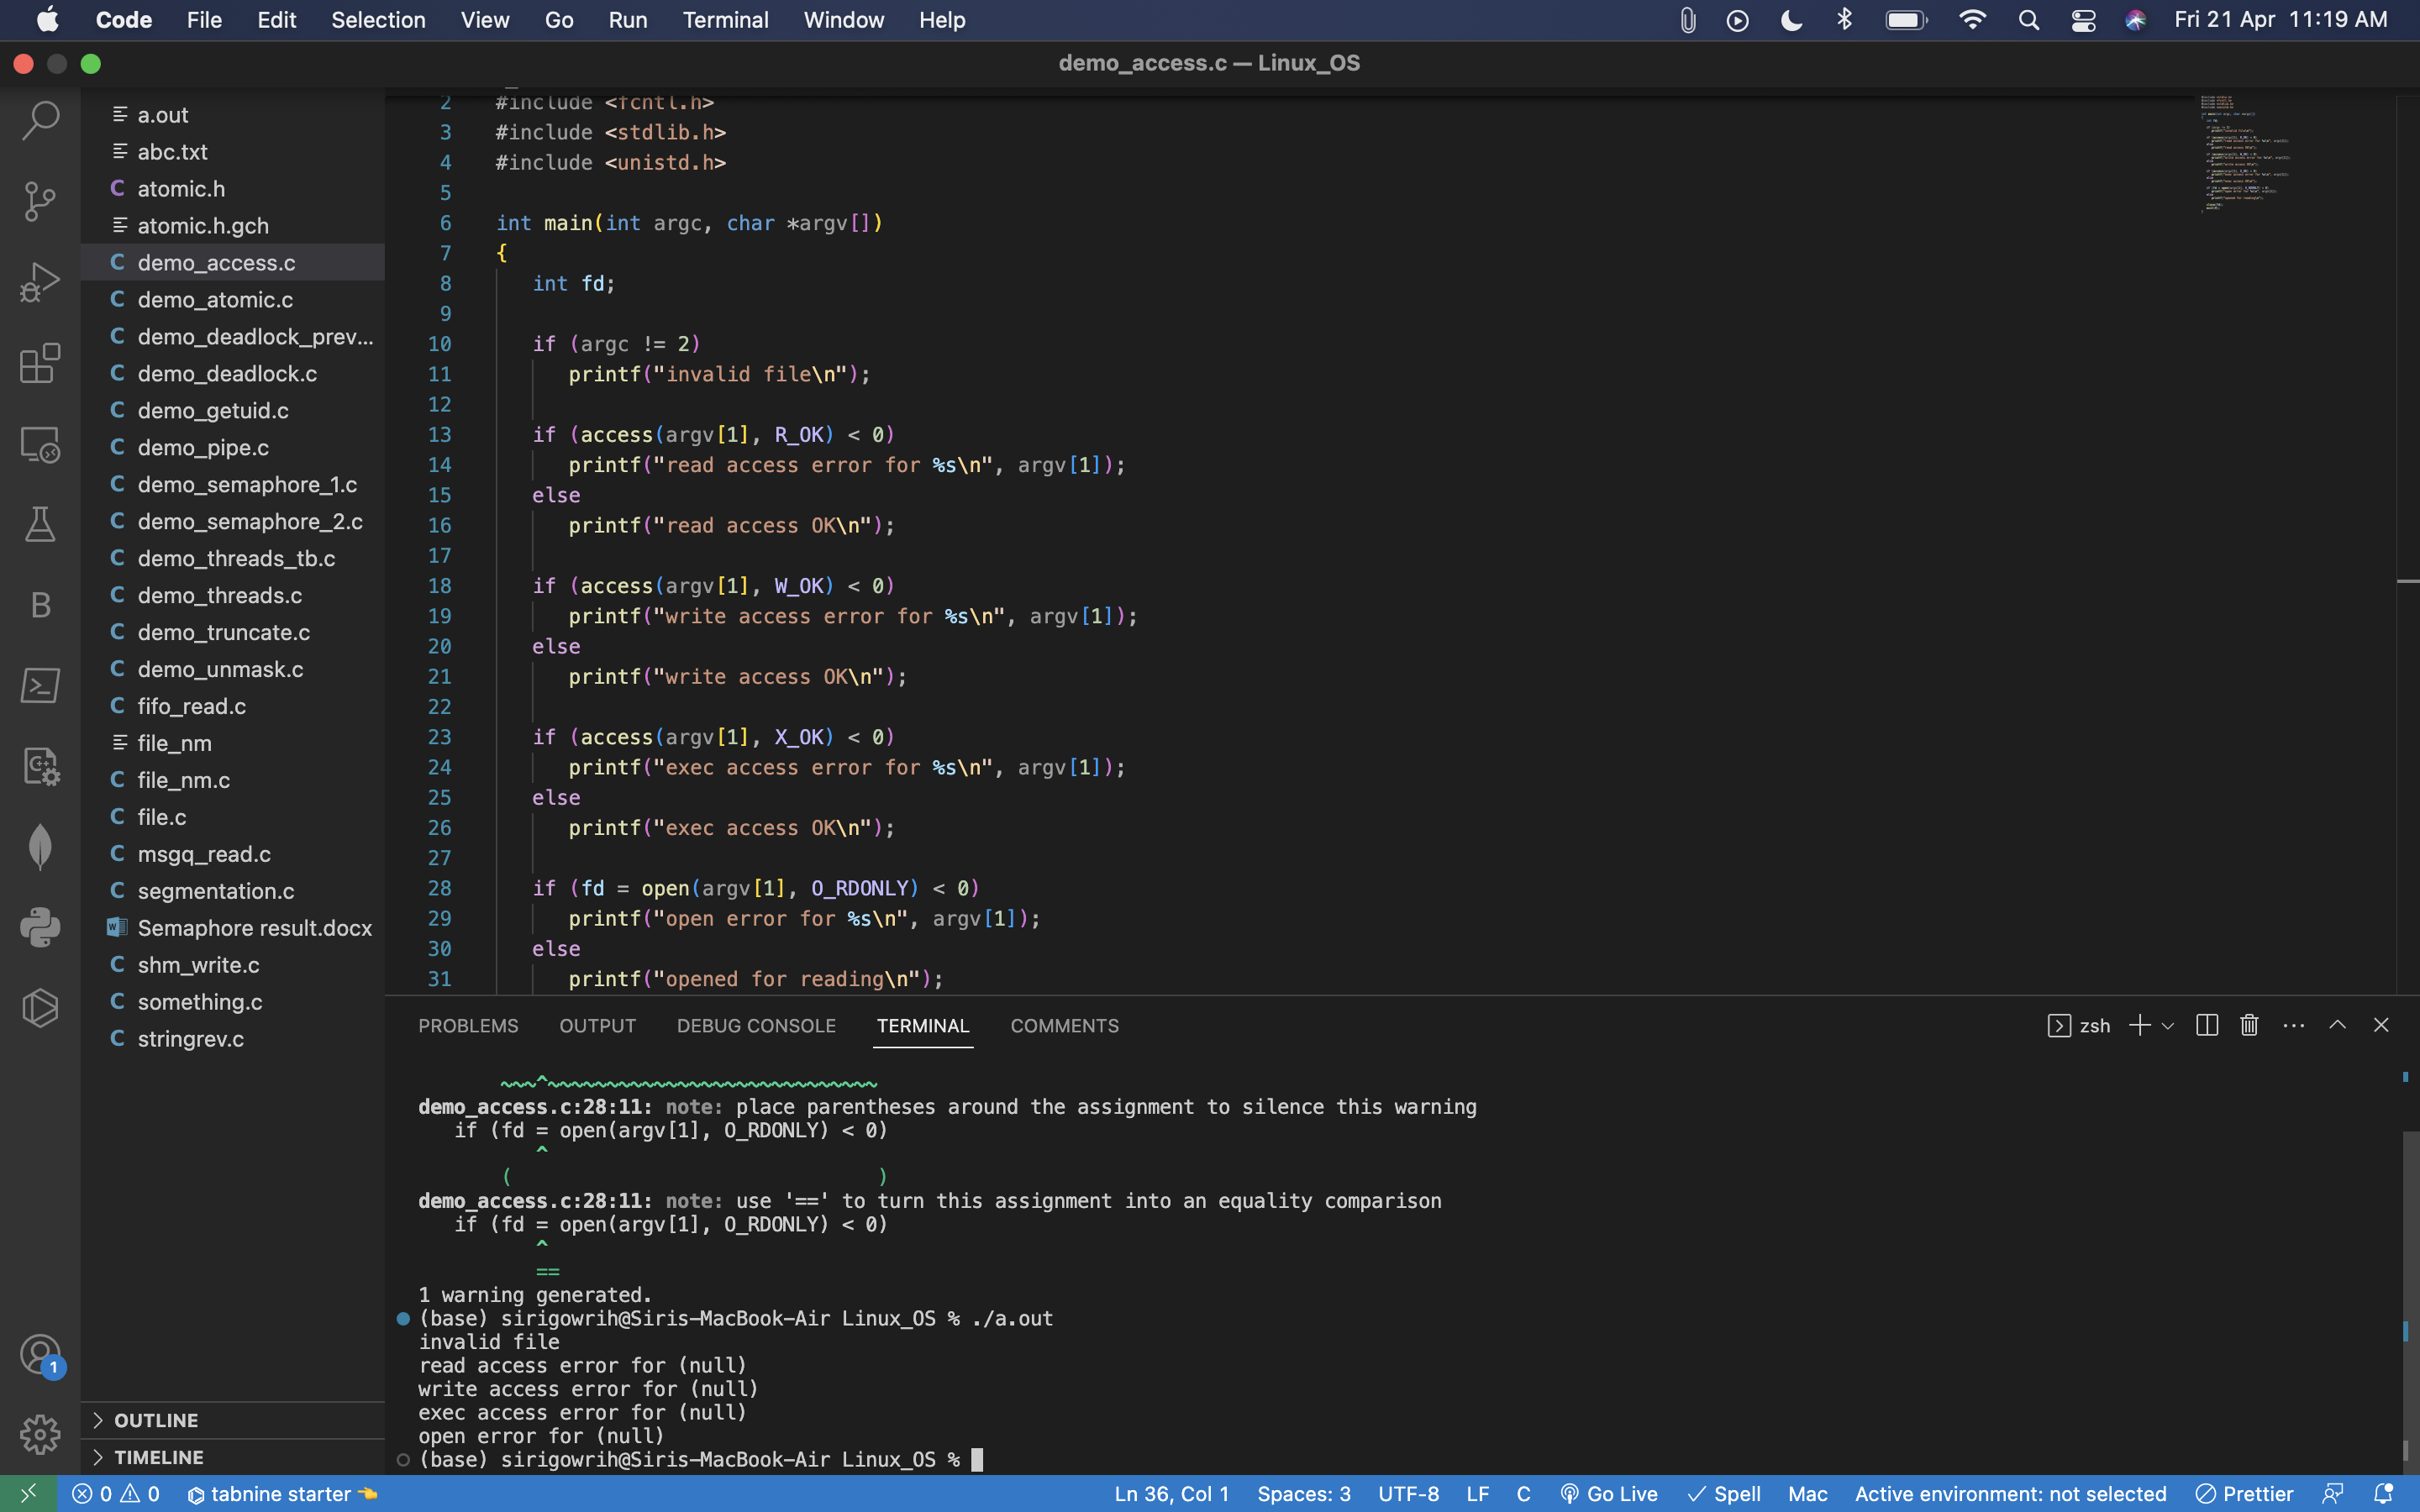 Code File Edit Selection View Go Run Terminal Window Help Fri 21 Apr 11:19 AM
demo_access.c — Linux_OS
a.out
abc.txt
C atomic.h
atomic.h.gch
C demo_access.c
C demo_atomic.c
C demo_deadlock_prev...
C demo_deadlock.c
C demo_getuid.c
C demo_pipe.c
C demo_semaphore_1.c
C demo_semaphore_2.c
C demo_threads_tb.c
C demo_threads.c
C demo_truncate.c
C demo_unmask.c
C fifo_read.c
file_nm
C file_nm.c
C file.c
C msgq_read.c
C segmentation.c
Semaphore result.docx
C shm_write.c
C something.c
C stringrev.c
OUTLINE
TIMELINE
B
1
2 #include <fcntl.h>
3 #include <stdlib.h>
4 #include <unistd.h>
5
6 int main(int argc, char *argv[])
7 {
8 int fd;
9
10 if (argc != 2)
11 printf("invalid file\n");
12
13 if (access(argv[1], R_OK) < 0)
14 printf("read access error for %s\n", argv[1]);
15 else
16 printf("read access OK\n");
17
18 if (access(argv[1], W_OK) < 0)
19 printf("write access error for %s\n", argv[1]);
20 else
21 printf("write access OK\n");
22
23 if (access(argv[1], X_OK) < 0)
24 printf("exec access error for %s\n", argv[1]);
25 else
26 printf("exec access OK\n");
27
28 if (fd = open(argv[1], O_RDONLY) < 0)
29 printf("open error for %s\n", argv[1]);
30 else
31 printf("opened for reading\n");
PROBLEMS OUTPUT DEBUG CONSOLE TERMINAL COMMENTS zsh
~~~^~~~~~~~~~~~~~~~~~~~~~~~~~~~~
demo_access.c:28:11: note: place parentheses around the assignment to silence this warning
if (fd = open(argv[1], O_RDONLY) < 0)
^
( )
demo_access.c:28:11: note: use '==' to turn this assignment into an equality comparison
if (fd = open(argv[1], O_RDONLY) < 0)
^
==
1 warning generated.
(base) sirigowrih@Siris-MacBook-Air Linux_OS % ./a.out
invalid file
read access error for (null)
write access error for (null)
exec access error for (null)
open error for (null)
(base) sirigowrih@Siris-MacBook-Air Linux_OS %
0 0 tabnine starter Ln 36, Col 1 Spaces: 3 UTF-8 LF C Go Live Spell Mac Active environment: not selected Prettier